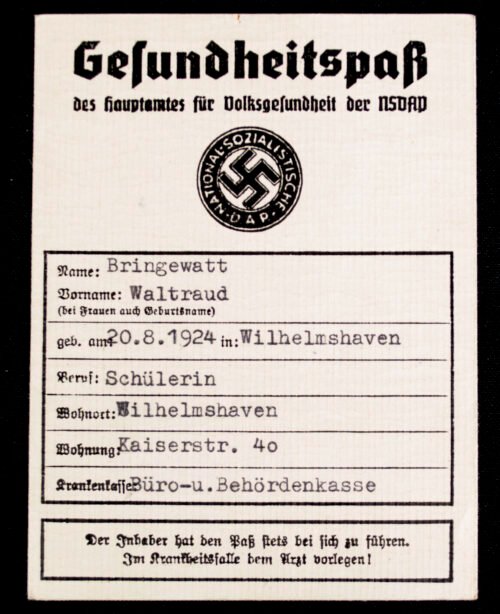 Gesundheitspaß
des Hauptamtes für Volksgesundheit der NSDAP
NATIONAL-SOZIALISTISCHE
D.A.P.
Name: Bringewatt
Vorname: Waltraud
(bei Frauen auch Geburtsname)
geb. am: 20.8.1924 in: Wilhelmshaven
Beruf: Schülerin
Wohnort: Wilhelmshaven
Wohnung: Kaiserstr. 40
Krankenkasse: Büro-u. Behördenkasse
Der Inhaber hat den Paß stets bei sich zu führen.
Im Krankheitsfalle dem Arzt vorlegen!